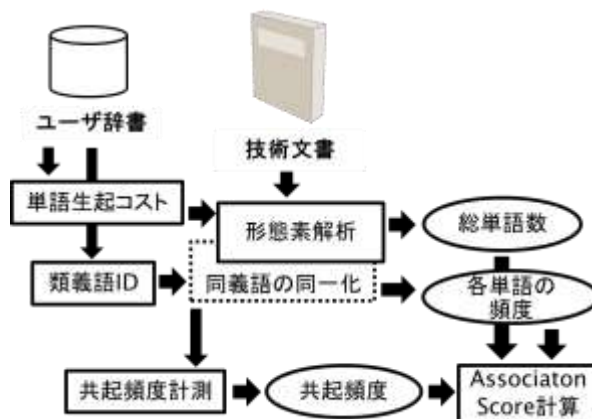 ユーザ辞書
技術文書
単語生起コスト
形態素解析
総単語数
類義語ID
同義語の同一化
各単語の
頻度
共起頻度計測
共起頻度
Associaton
Score計算